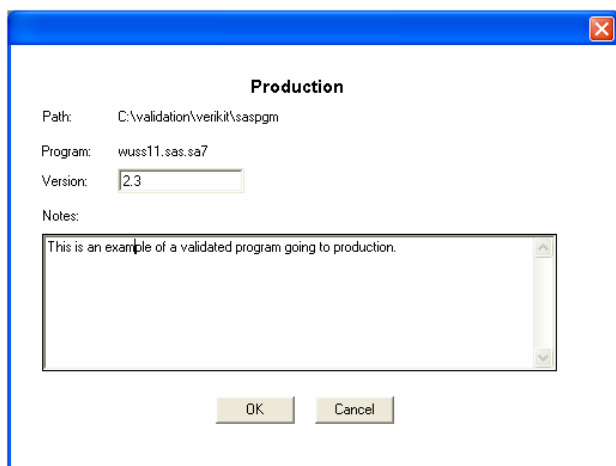 Production
Path: C:\validation\verikit\saspgm
Program: wuss11.sas.sa7
Version: 2.3
Notes:
This is an example of a validated program going to production.
OK Cancel